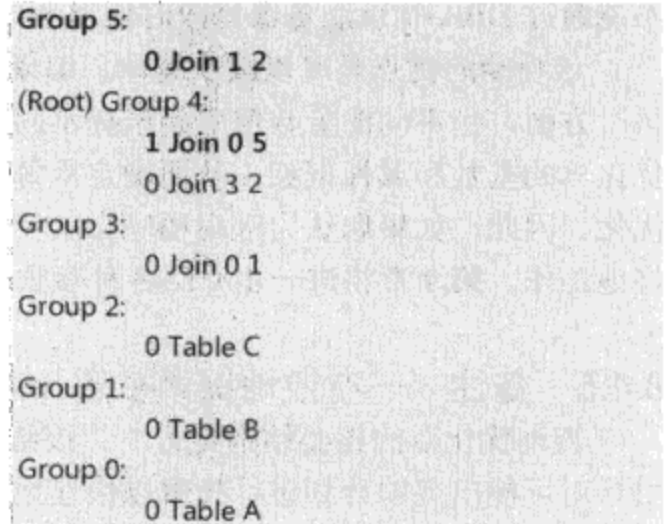 Group 5:
0 Join 1 2
(Root) Group 4:
1 Join 0 5
0 Join 3 2
Group 3:
0 Join 0 1
Group 2:
0 Table C
Group 1:
0 Table B
Group 0:
0 Table A